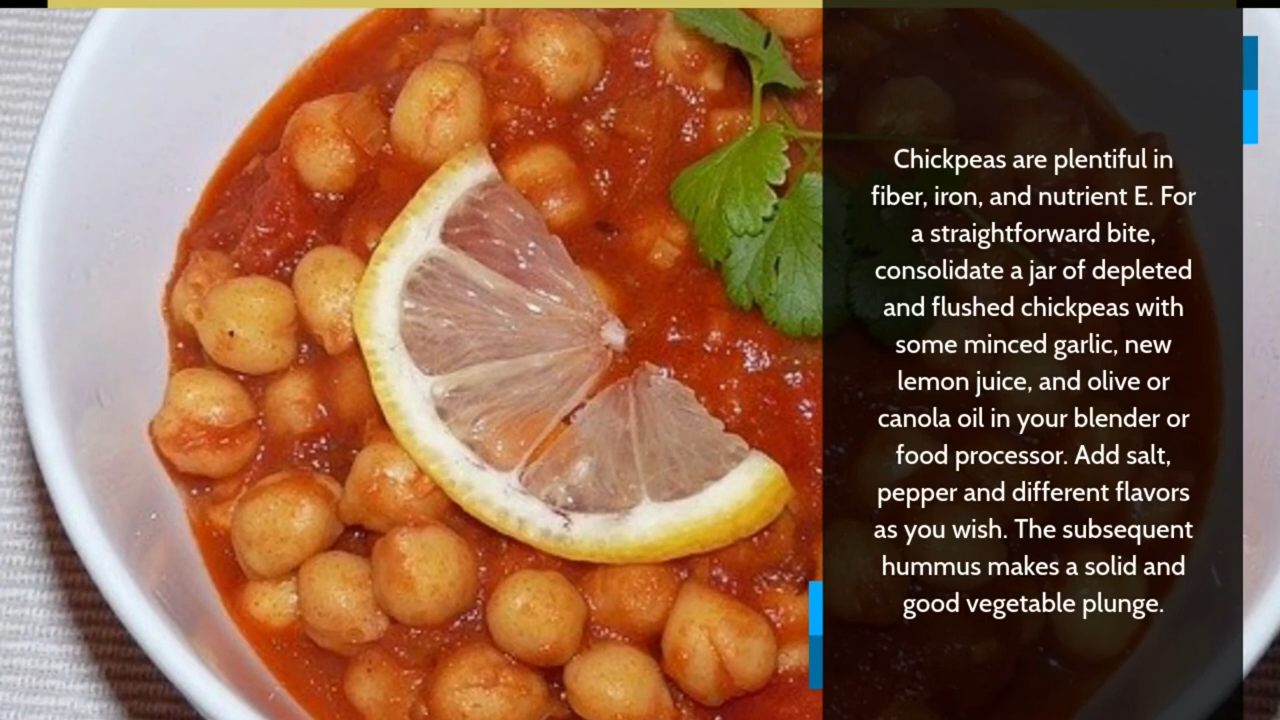 Chickpeas are plentiful in
fiber, iron, and nutrient E. For
a straightforward bite,
consolidate a jar of depleted
and flushed chickpeas with
some minced garlic, new
lemon juice, and olive or
canola oil in your blender or
food processor. Add salt,
pepper and different flavors
as you wish. The subsequent
hummus makes a solid and
good vegetable plunge.